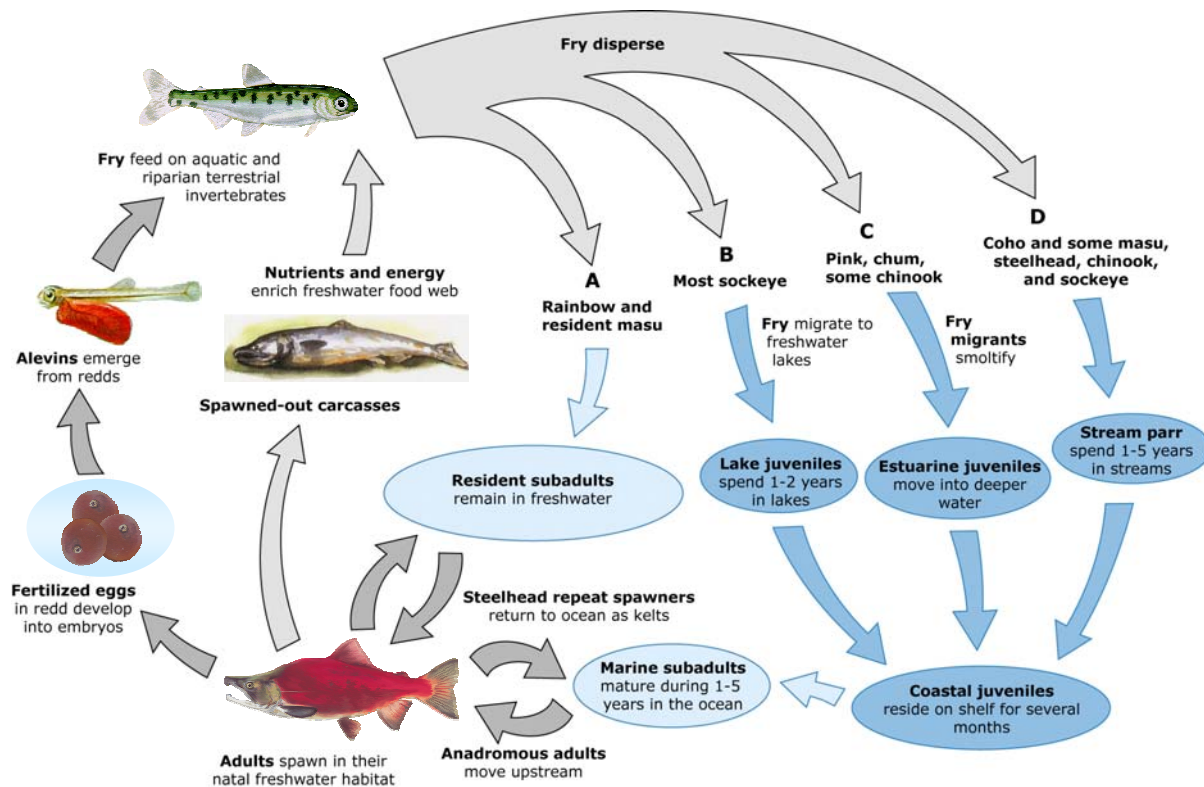 Fry disperse
Fry feed on aquatic and
riparian terrestrial
invertebrates
Nutrients and energy
enrich freshwater food web
Alevins emerge
from redds
Spawned-out carcasses
A
Rainbow and
resident masu
B
Most sockeye
C
Pink, chum,
some chinook
D
Coho and some masu,
steelhead, chinook,
and sockeye
Fry migrate to
freshwater
lakes
Fry
migrants
smoltify
Resident subadults
remain in freshwater
Lake juveniles
spend 1-2 years
in lakes
Estuarine juveniles
move into deeper
water
Stream parr
spend 1-5 years
in streams
Fertilized eggs
in redd develop
into embryos
Steelhead repeat spawners
return to ocean as kelts
Marine subadults
mature during 1-5
years in the ocean
Coastal juveniles
reside on shelf for several
months
Adults spawn in their
natal freshwater habitat
Anadromous adults
move upstream